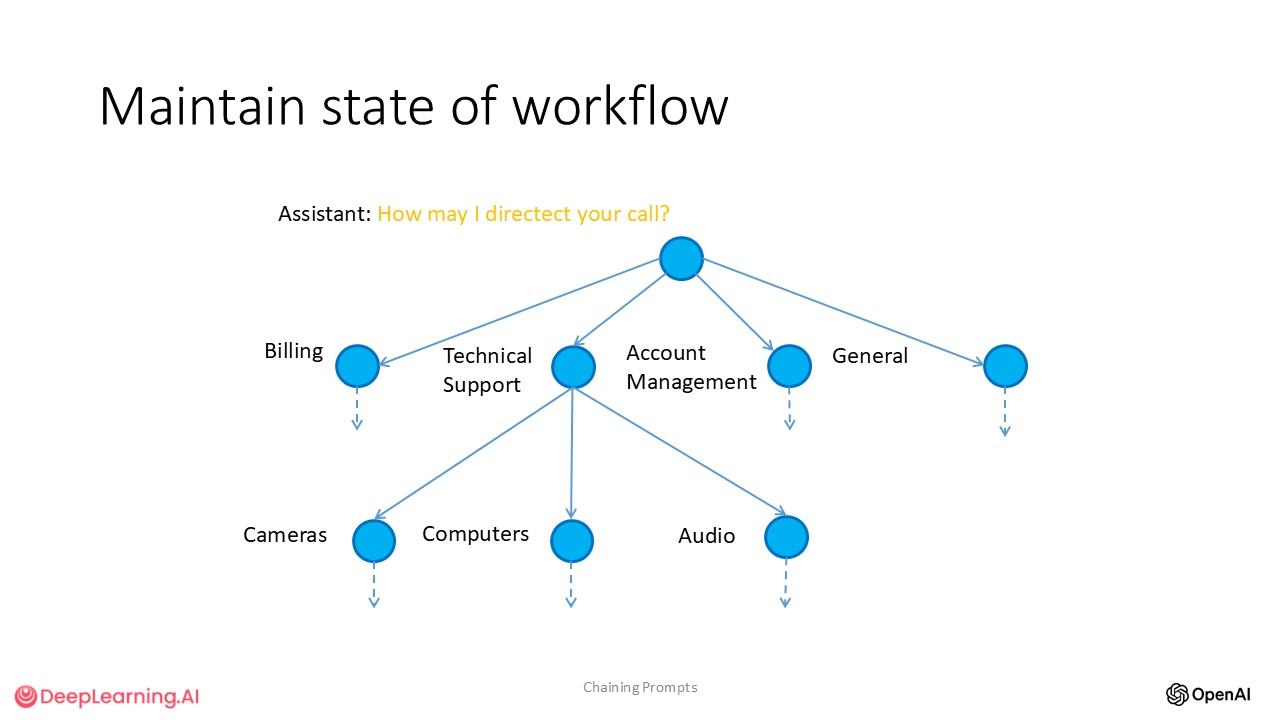 Maintain state of workflow
Assistant: How may I directect your call?
Billing
Technical
Support
Account
Management
General
Cameras
Computers
Audio
DeepLearning.AI
Chaining Prompts
OpenAI